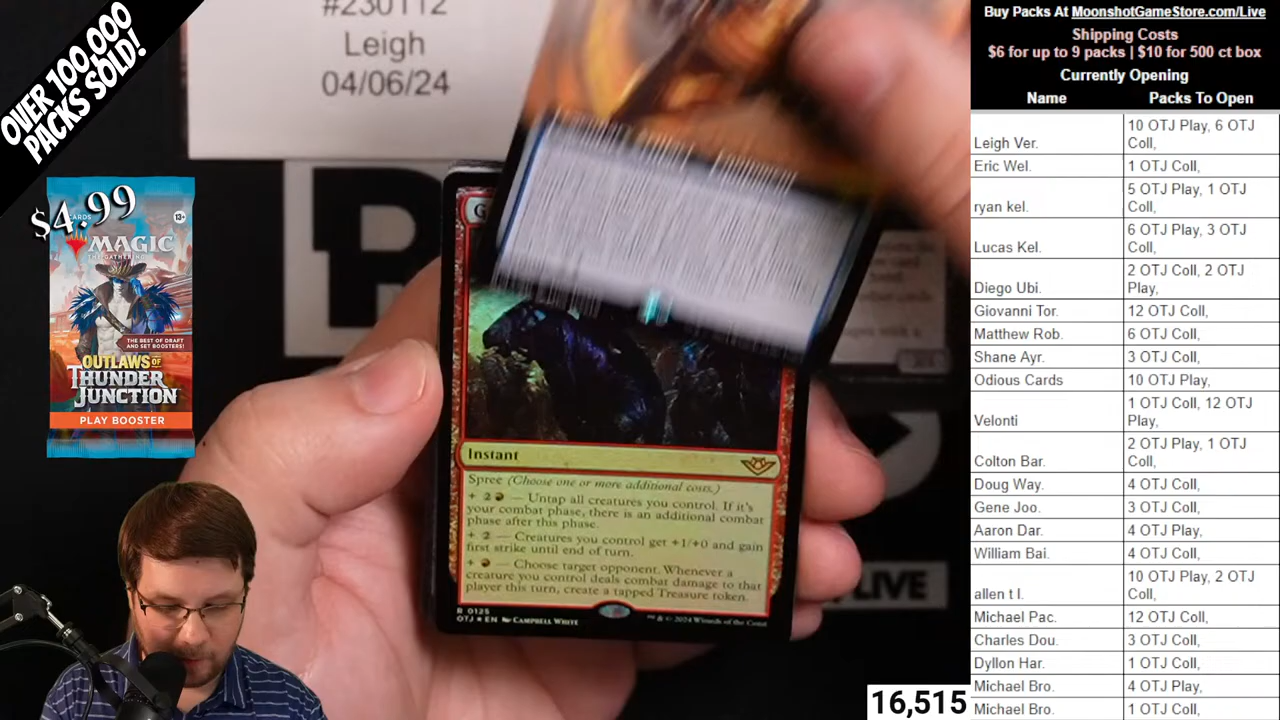 OVER 100,000
PACKS SOLD!
$4.99
CARDS
13+
MAGIC
THE GATHERING
THE BEST OF DRAFT
AND SET BOOSTERS!
OUTLAWS OF
THUNDER
JUNCTION
PLAY BOOSTER
#230112
Leigh
04/06/24
G
Instant
Spree (Choose one or more additional costs.)
+ 2 — Untap all creatures you control. If it's
your combat phase, there is an additional combat
phase after this phase.
+ 2 — Creatures you control get +1/+0 and gain
first strike until end of turn.
+ — Choose target opponent. Whenever a
creature you control deals combat damage to that
player this turn, create a tapped Treasure token.
R 0125
OTJ ★ EN CAMPBELL WHITE
™ & © 2024 Wizards of the Coast
LIVE
16,515
Buy Packs At MoonshotGameStore.com/Live
Shipping Costs
$6 for up to 9 packs | $10 for 500 ct box
Currently Opening
Name Packs To Open
Leigh Ver. 10 OTJ Play, 6 OTJ
Coll,
Eric Wel. 1 OTJ Coll,
ryan kel. 5 OTJ Play, 1 OTJ
Coll,
Lucas Kel. 6 OTJ Play, 3 OTJ
Coll,
Diego Ubi. 2 OTJ Coll, 2 OTJ
Play,
Giovanni Tor. 12 OTJ Coll,
Matthew Rob. 6 OTJ Coll,
Shane Ayr. 3 OTJ Coll,
Odious Cards 10 OTJ Play,
Velonti 1 OTJ Coll, 12 OTJ
Play,
Colton Bar. 2 OTJ Play, 1 OTJ
Coll,
Doug Way. 4 OTJ Coll,
Gene Joo. 3 OTJ Coll,
Aaron Dar. 4 OTJ Play,
William Bai. 4 OTJ Coll,
allen t l. 10 OTJ Play, 2 OTJ
Coll,
Michael Pac. 12 OTJ Coll,
Charles Dou. 3 OTJ Coll,
Dyllon Har. 1 OTJ Coll,
Michael Bro. 4 OTJ Play,
Michael Bro. 1 OTJ Coll,